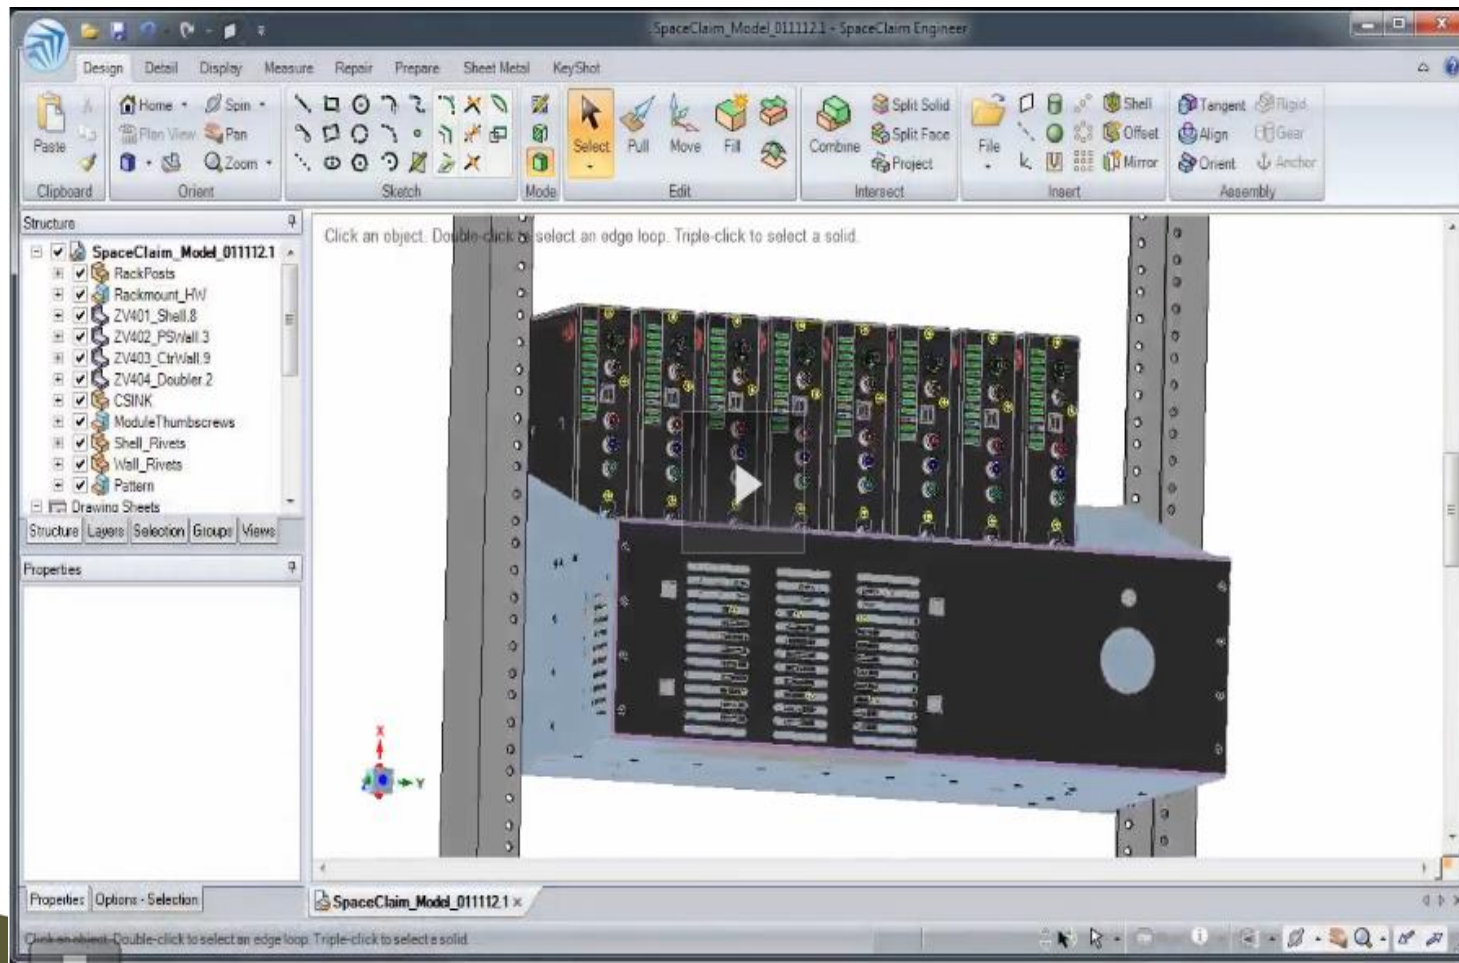 SpaceClaim_Model_011112.1 - SpaceClaim Engineer
Design Detail Display Measure Repair Prepare Sheet Metal KeyShot
Paste
Home Spin
Plan View Pan
Zoom
Select Pull Move Fill
Combine
Split Solid
Split Face
Project
File
Shell
Offset
Mirror
Tangent Rigid
Align Gear
Orient Anchor
Clipboard Orient Sketch Mode Edit Intersect Insert Assembly
Structure
SpaceClaim_Model_011112.1
RackPosts
Rackmount_HW
ZV401_Shell.8
ZV402_PSWall.3
ZV403_CtrWall.9
ZV404_Doubler.2
CSINK
ModuleThumbscrews
Shell_Rivets
Wall_Rivets
Pattern
Drawing Sheets
Structure Layers Selection Groups Views
Properties
Click an object. Double-click to select an edge loop. Triple-click to select a solid.
X
Y
Properties Options - Selection
SpaceClaim_Model_011112.1
Click an object. Double-click to select an edge loop. Triple-click to select a solid.